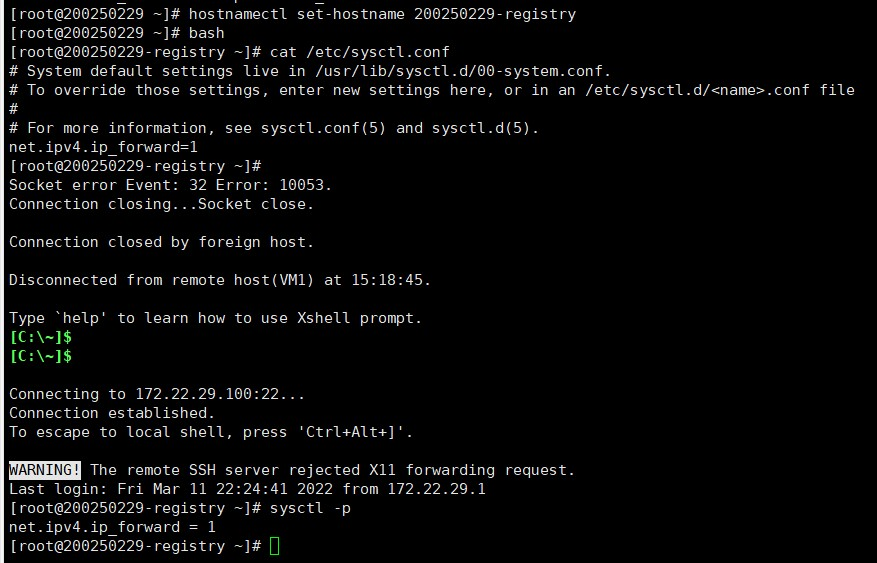 [root@200250229 ~]# hostnamectl set-hostname 200250229-registry
[root@200250229 ~]# bash
[root@200250229-registry ~]# cat /etc/sysctl.conf
# System default settings live in /usr/lib/sysctl.d/00-system.conf.
# To override those settings, enter new settings here, or in an /etc/sysctl.d/<name>.conf file
#
# For more information, see sysctl.conf(5) and sysctl.d(5).
net.ipv4.ip_forward=1
[root@200250229-registry ~]#
Socket error Event: 32 Error: 10053.
Connection closing...Socket close.
Connection closed by foreign host.
Disconnected from remote host(VM1) at 15:18:45.
Type `help' to learn how to use Xshell prompt.
[C:\~]$
[C:\~]$
Connecting to 172.22.29.100:22...
Connection established.
To escape to local shell, press 'Ctrl+Alt+]'.
WARNING! The remote SSH server rejected X11 forwarding request.
Last login: Fri Mar 11 22:24:41 2022 from 172.22.29.1
[root@200250229-registry ~]# sysctl -p
net.ipv4.ip_forward = 1
[root@200250229-registry ~]#